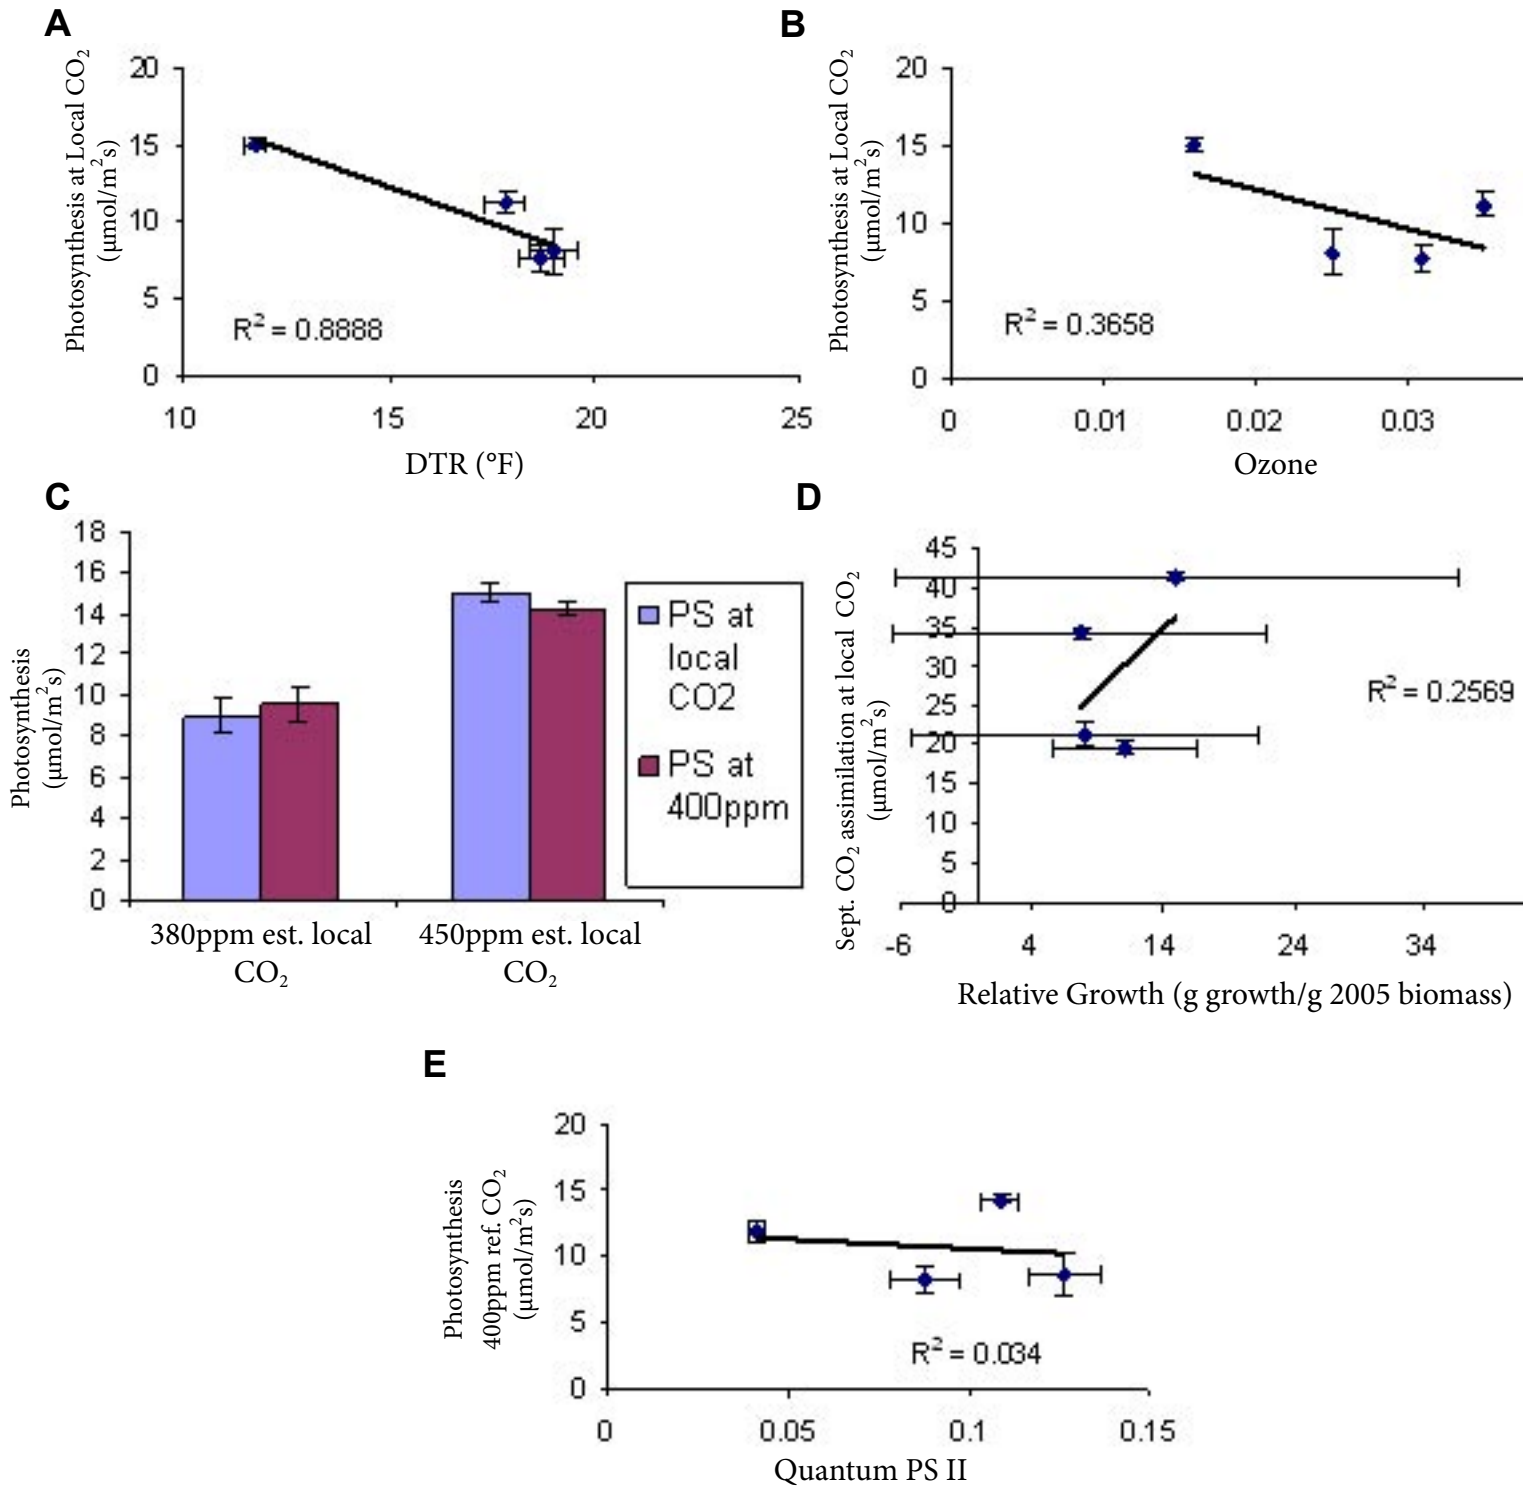 A
Photosynthesis at Local CO₂
(μmol/m²s)
20
15
10
5
0
R² = 0.8888
10 15 20 25
DTR (°F)
B
Photosynthesis at Local CO₂
(μmol/m²s)
20
15
10
5
0
R² = 0.3658
0 0.01 0.02 0.03
Ozone
C
Photosynthesis
(μmol/m²s)
18
16
14
12
10
8
6
4
2
0
PS at
local
CO2
PS at
400ppm
380ppm est. local
CO₂
450ppm est. local
CO₂
D
Sept. CO₂ assimilation at local CO₂
(μmol/m²s)
45
40
35
30
25
20
15
10
5
0
R² = 0.2569
-6 4 14 24 34
Relative Growth (g growth/g 2005 biomass)
E
Photosynthesis
400ppm ref. CO₂
(μmol/m²s)
20
15
10
5
0
R² = 0.034
0 0.05 0.1 0.15
Quantum PS II